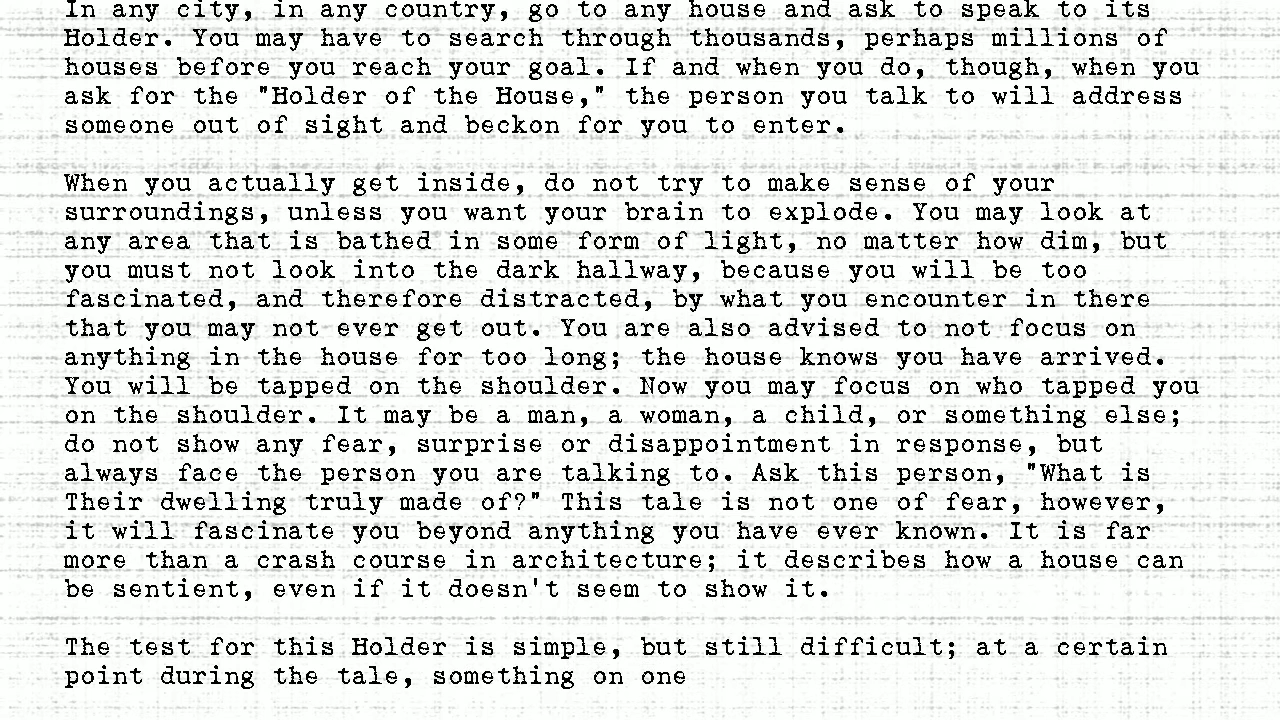 In any city, in any country, go to any house and ask to speak to its
Holder. You may have to search through thousands, perhaps millions of
houses before you reach your goal. If and when you do, though, when you
ask for the "Holder of the House," the person you talk to will address
someone out of sight and beckon for you to enter.
When you actually get inside, do not try to make sense of your
surroundings, unless you want your brain to explode. You may look at
any area that is bathed in some form of light, no matter how dim, but
you must not look into the dark hallway, because you will be too
fascinated, and therefore distracted, by what you encounter in there
that you may not ever get out. You are also advised to not focus on
anything in the house for too long; the house knows you have arrived.
You will be tapped on the shoulder. Now you may focus on who tapped you
on the shoulder. It may be a man, a woman, a child, or something else;
do not show any fear, surprise or disappointment in response, but
always face the person you are talking to. Ask this person, "What is
Their dwelling truly made of?" This tale is not one of fear, however,
it will fascinate you beyond anything you have ever known. It is far
more than a crash course in architecture; it describes how a house can
be sentient, even if it doesn't seem to show it.
The test for this Holder is simple, but still difficult; at a certain
point during the tale, something on one